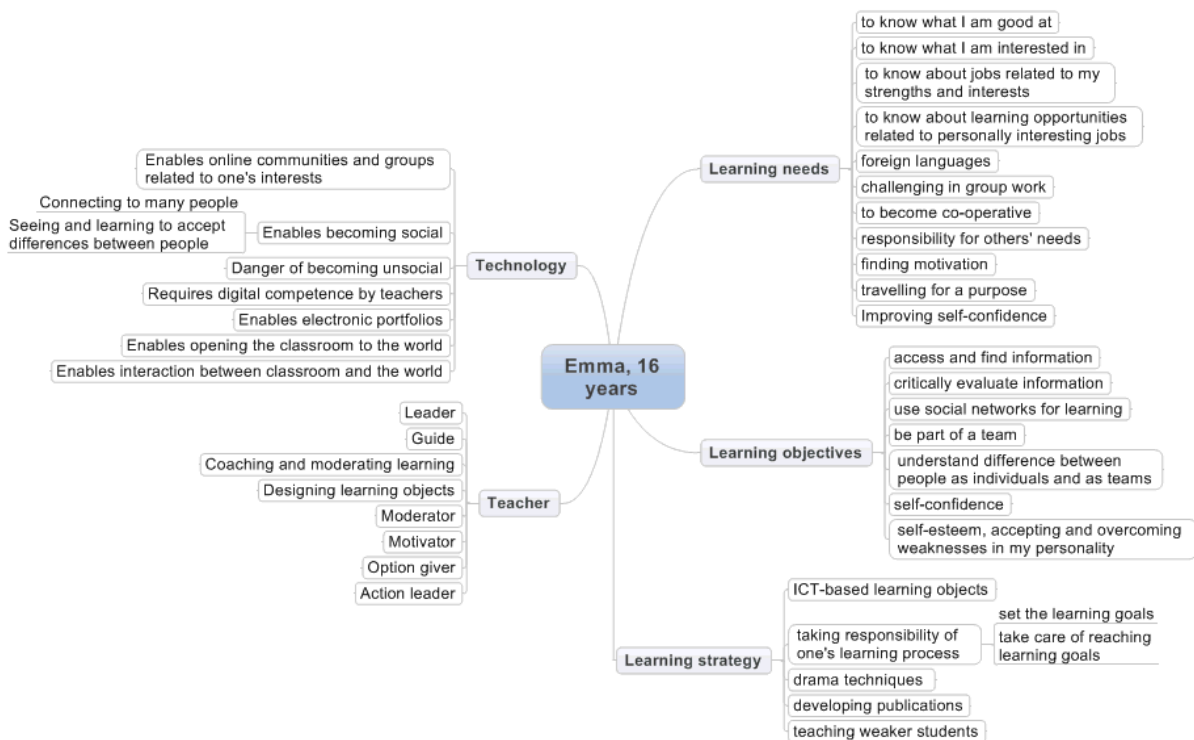 Emma, 16
years
Learning needs
to know what I am good at
to know what I am interested in
to know about jobs related to my
strengths and interests
to know about learning opportunities
related to personally interesting jobs
foreign languages
challenging in group work
to become co-operative
responsibility for others' needs
finding motivation
travelling for a purpose
Improving self-confidence
Learning objectives
access and find information
critically evaluate information
use social networks for learning
be part of a team
understand difference between
people as individuals and as teams
self-confidence
self-esteem, accepting and overcoming
weaknesses in my personality
Learning strategy
ICT-based learning objects
taking responsibility of
one's learning process
set the learning goals
take care of reaching
learning goals
drama techniques
developing publications
teaching weaker students
Technology
Enables online communities and groups
related to one's interests
Enables becoming social
Connecting to many people
Seeing and learning to accept
differences between people
Danger of becoming unsocial
Requires digital competence by teachers
Enables electronic portfolios
Enables opening the classroom to the world
Enables interaction between classroom and the world
Teacher
Leader
Guide
Coaching and moderating learning
Designing learning objects
Moderator
Motivator
Option giver
Action leader